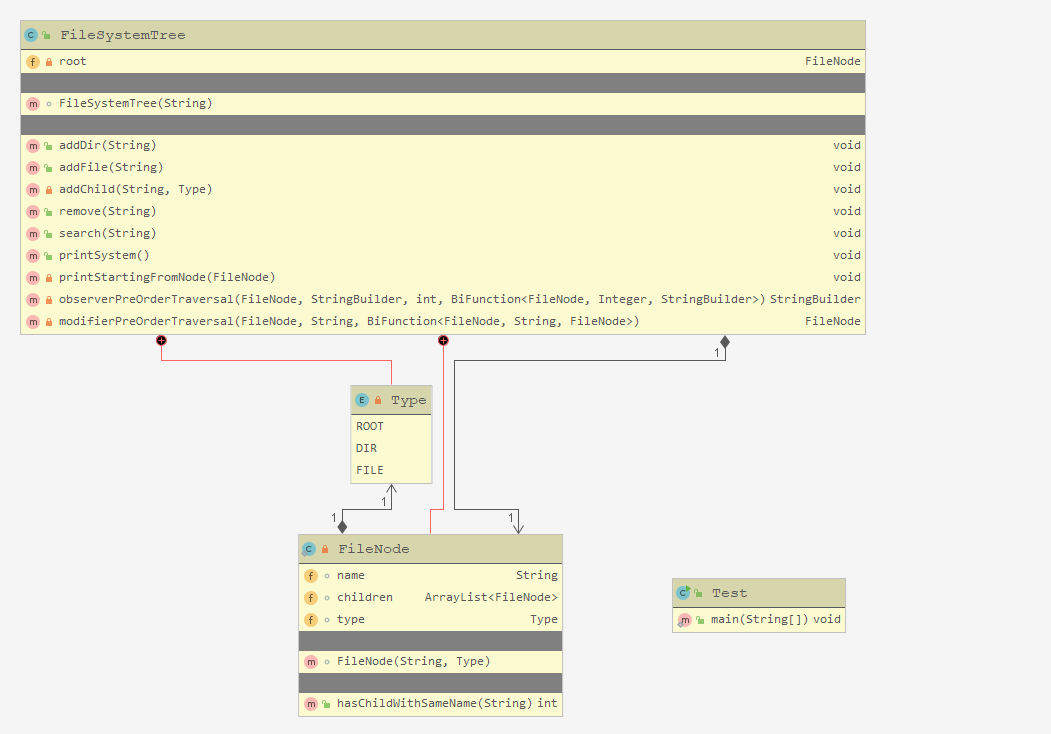 C FileSystemTree
f root FileNode
m FileSystemTree(String)
m addDir(String) void
m addFile(String) void
m addChild(String, Type) void
m remove(String) void
m search(String) void
m printSystem() void
m printStartingFromNode(FileNode) void
m observerPreOrderTraversal(FileNode, StringBuilder, int, BiFunction<FileNode, Integer, StringBuilder>) StringBuilder
m modifierPreOrderTraversal(FileNode, String, BiFunction<FileNode, String, FileNode>) FileNode
1
E Type
ROOT
DIR
FILE
1
1 1
C FileNode
f name String
f children ArrayList<FileNode>
f type Type
m FileNode(String, Type)
m hasChildWithSameName(String) int
C Test
m main(String[]) void